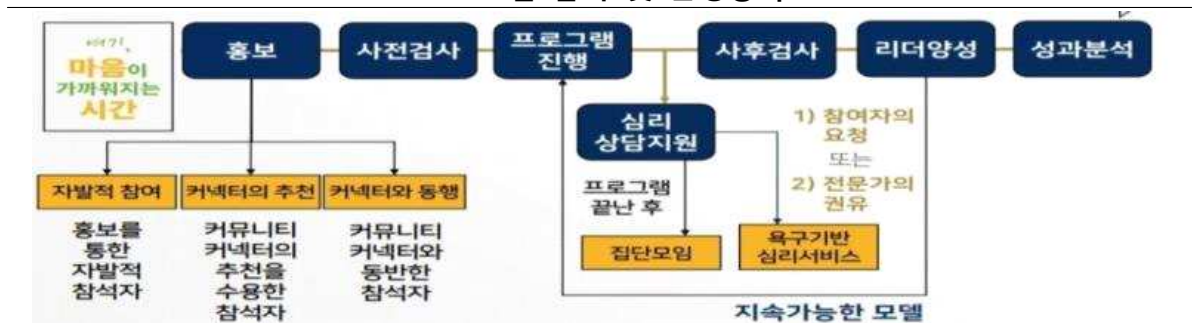 여기,
마음이
가까워지는
시간
홍보
사전검사
프로그램
진행
사후검사
리더양성
성과분석
심리
상담지원
1) 참여자의
요청
또는
2) 전문가의
권유
자발적 참여
커넥터의 추천
커넥터와 동행
프로그램
끝난 후
홍보를
통한
자발적
참석자
커뮤니티
커넥터의
추천을
수용한
참석자
커뮤니티
커넥터와
동반한
참석자
집단모임
욕구기반
심리서비스
지속가능한 모델